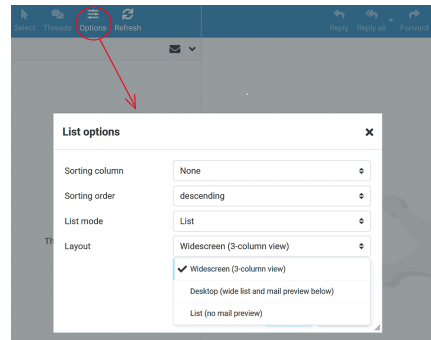 Select Threads Options Refresh
Reply Reply all Forward
List options
Sorting column None
Sorting order descending
List mode List
Th
Layout Widescreen (3-column view)
Widescreen (3-column view)
Desktop (wide list and mail preview below)
List (no mail preview)